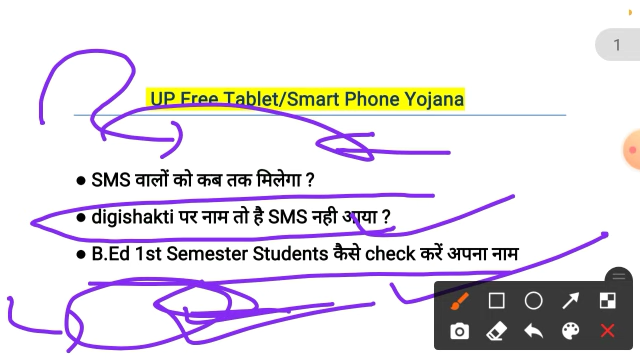 1
UP Free Tablet/Smart Phone Yojana
● SMS वालों को कब तक मिलेगा ?
● digishakti पर नाम तो है SMS नही आया ?
● B.Ed 1st Semester Students कैसे check करें अपना नाम